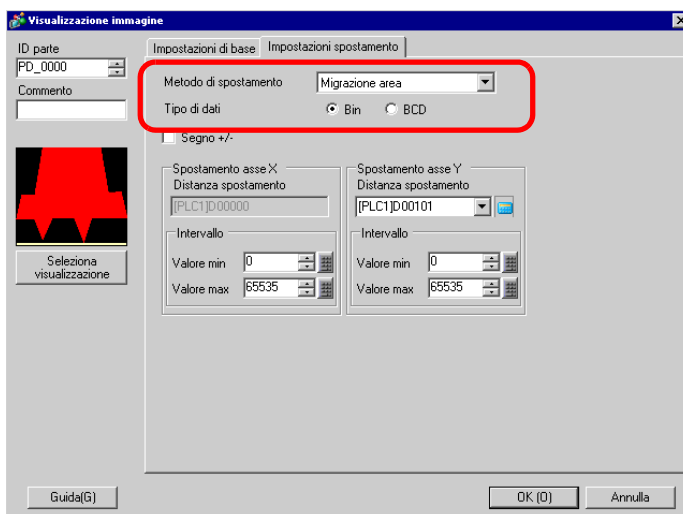 Visualizzazione immagine
ID parte
PD_0000
Commento
Seleziona
visualizzazione
Impostazioni di base
Impostazioni spostamento
Metodo di spostamento
Migrazione area
Tipo di dati
Bin
BCD
Segno +/-
Spostamento asse X
Distanza spostamento
[PLC1]D00000
Intervallo
Valore min
0
Valore max
65535
Spostamento asse Y
Distanza spostamento
[PLC1]D00101
Intervallo
Valore min
0
Valore max
65535
Guida(G)
OK (O)
Annulla